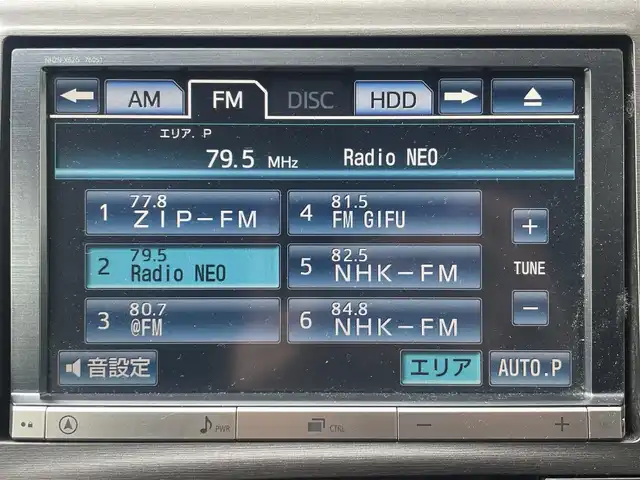 AM FM DISC HDD
エリア. P
79.5 MHz Radio NEO
1 77.8 ZIP-FM
4 81.5 FM GIFU
2 79.5 Radio NEO
5 82.5 NHK-FM
3 80.7 @FM
6 84.8 NHK-FM
+
TUNE
−
音設定
エリア
AUTO.P
PWR
CTRL
−
+